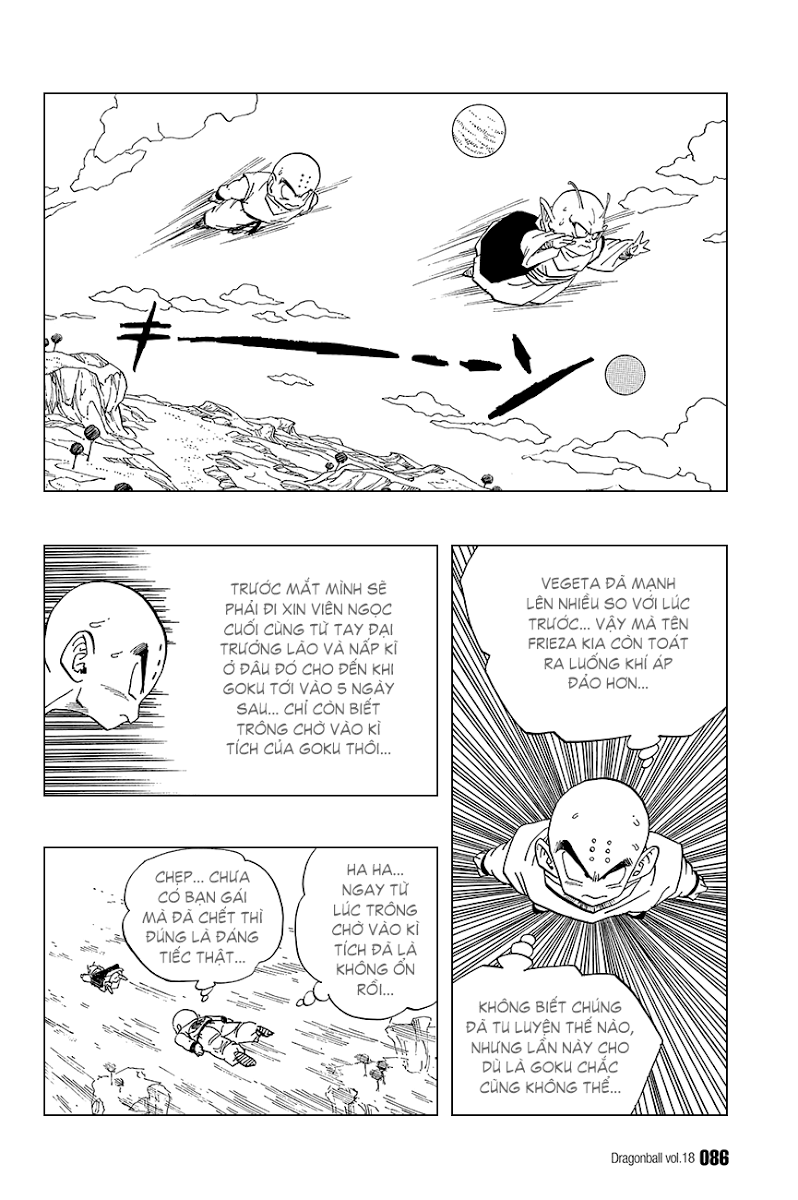 キーン
VEGETA ĐÃ MẠNH
LÊN NHIỀU SO VỚI LÚC
TRƯỚC... VẬY MÀ TÊN
FRIEZA KIA CÒN TOÁT
RA LUỒNG KHÍ ÁP
ĐẢO HƠN...
KHÔNG BIẾT CHÚNG
ĐÃ TU LUYỆN THẾ NÀO,
NHƯNG LẦN NÀY CHO
DÙ LÀ GOKU CHẮC
CŨNG KHÔNG THỂ...
TRƯỚC MẮT MÌNH SẼ
PHẢI ĐI XIN VIÊN NGỌC
CUỐI CÙNG TỪ TAY ĐẠI
TRƯỞNG LÃO VÀ NẤP KĨ
Ở ĐÂU ĐÓ CHO ĐẾN KHI
GOKU TỚI VÀO 5 NGÀY
SAU... CHỈ CÒN BIẾT
TRÔNG CHỜ VÀO KÌ
TÍCH CỦA GOKU THÔI...
HA HA...
NGAY TỪ
LÚC TRÔNG
CHỜ VÀO KÌ
TÍCH ĐÃ LÀ
KHÔNG ỔN
RỒI...
CHẸP... CHƯA
CÓ BẠN GÁI
MÀ ĐÃ CHẾT THÌ
ĐÚNG LÀ ĐÁNG
TIẾC THẬT...
Dragonball vol.18 086